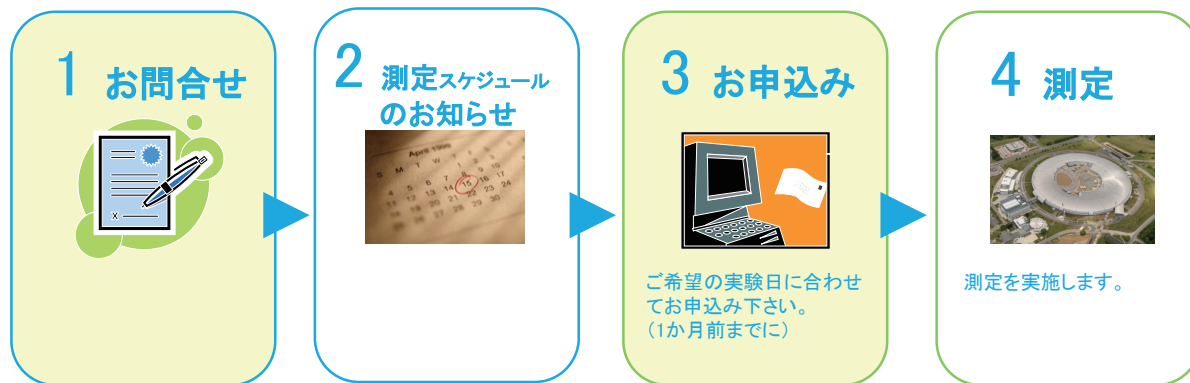 1 お問合せ
2 測定スケジュール
のお知らせ
April 1996
S M T W T F S
15
3 お申込み
ご希望の実験日に合わせ
てお申込み下さい。
（1か月前までに）
4 測定
測定を実施します。